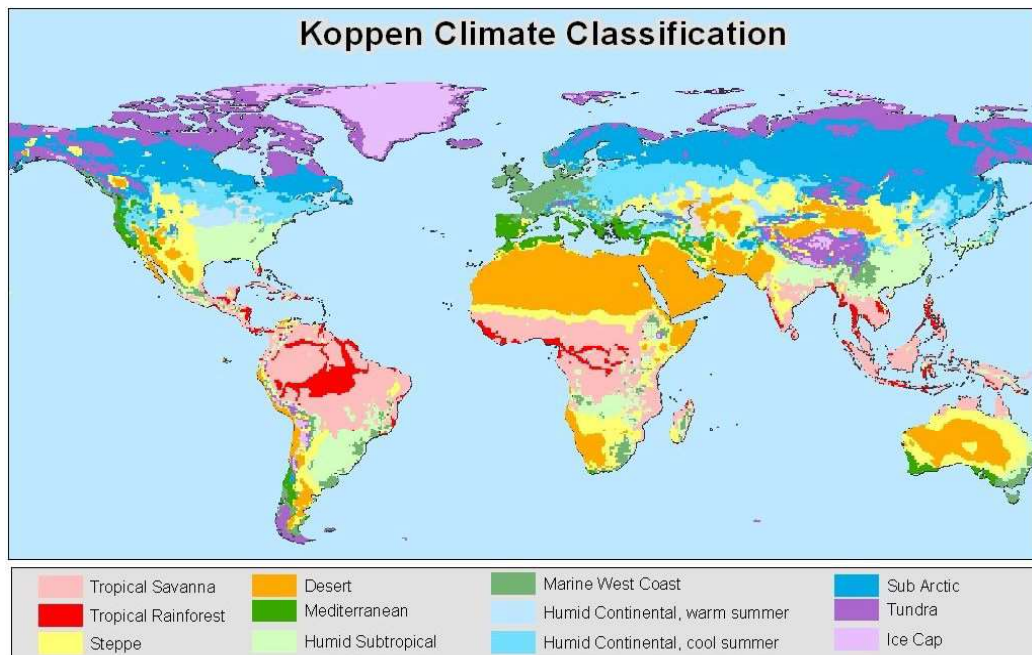 Koppen Climate Classification
Tropical Savanna
Tropical Rainforest
Steppe
Desert
Mediterranean
Humid Subtropical
Marine West Coast
Humid Continental, warm summer
Humid Continental, cool summer
Sub Arctic
Tundra
Ice Cap